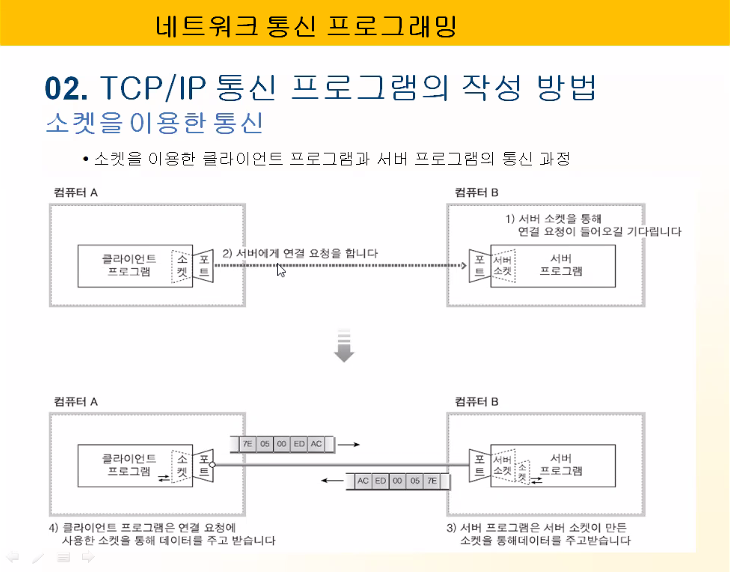 네트워크 통신 프로그래밍
02. TCP/IP 통신 프로그램의 작성 방법
소켓을 이용한 통신
• 소켓을 이용한 클라이언트 프로그램과 서버 프로그램의 통신 과정
컴퓨터 A
컴퓨터 B
1) 서버 소켓을 통해
연결 요청이 들어오길 기다립니다
클라이언트
프로그램
소
켓
포
트
2) 서버에게 연결 요청을 합니다
포
트
서버
소켓
서버
프로그램
컴퓨터 A
컴퓨터 B
7E 05 00 ED AC
클라이언트
프로그램
소
켓
포
트
포
트
서버
소켓
소
켓
서버
프로그램
AC ED 00 05 7E
4) 클라이언트 프로그램은 연결 요청에
사용한 소켓을 통해 데이터를 주고 받습니다
3) 서버 프로그램은 서버 소켓이 만든
소켓을 통해데이터를 주고받습니다